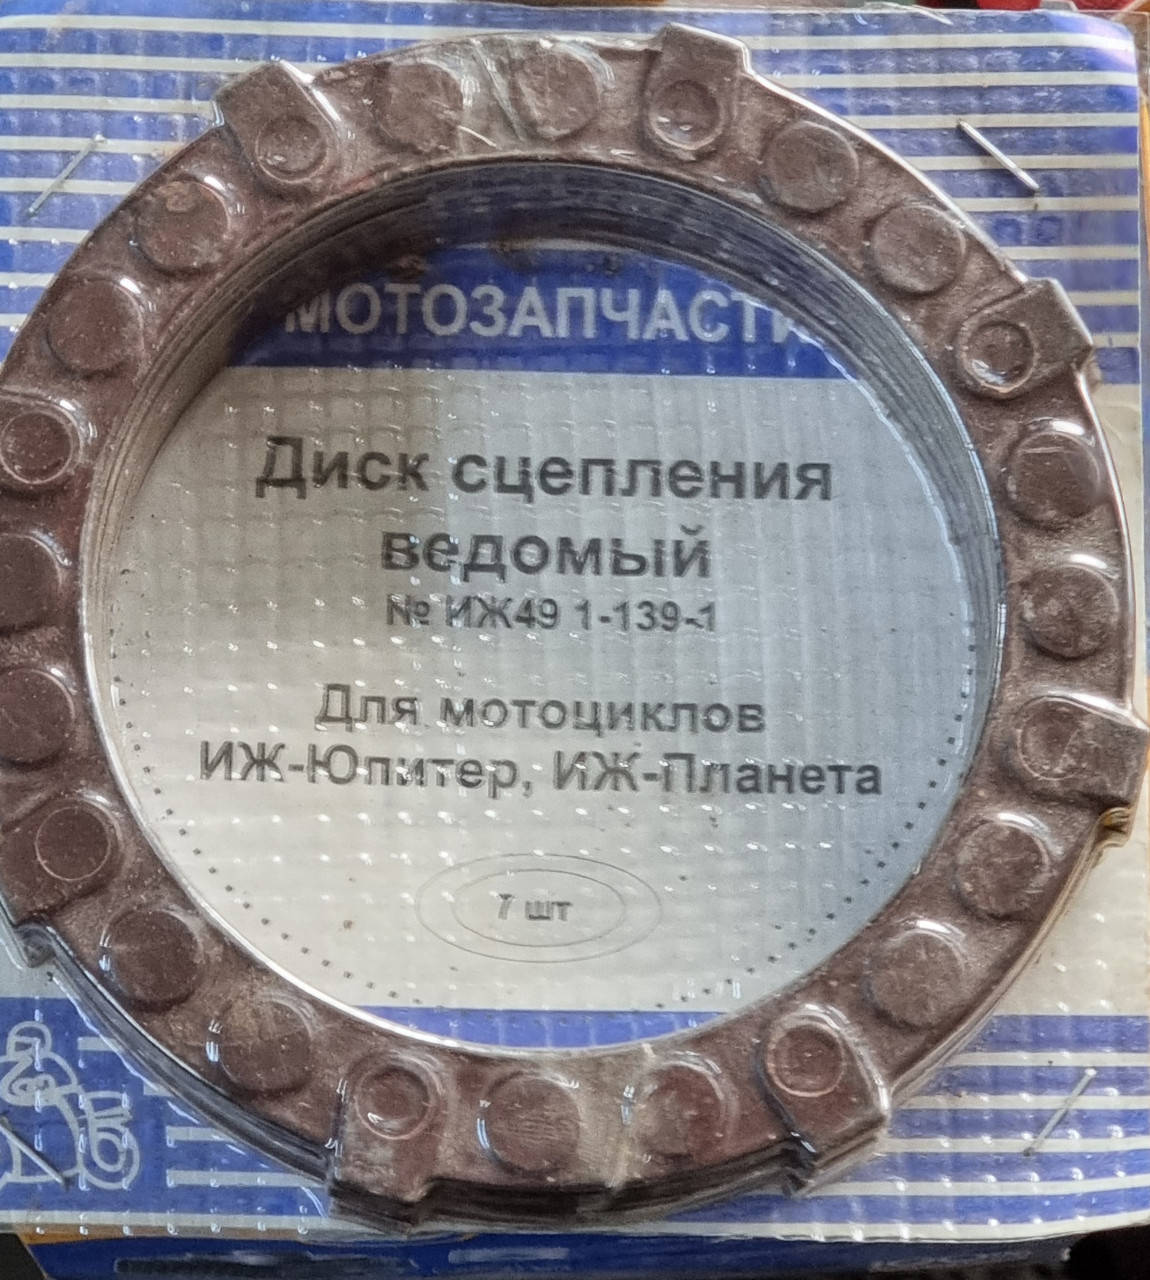 МОТОЗАПЧАСТИ
Диск сцепления
ведомый
№ ИЖ49 1-139-1
Для мотоциклов
ИЖ-Юпитер, ИЖ-Планета
7 шт